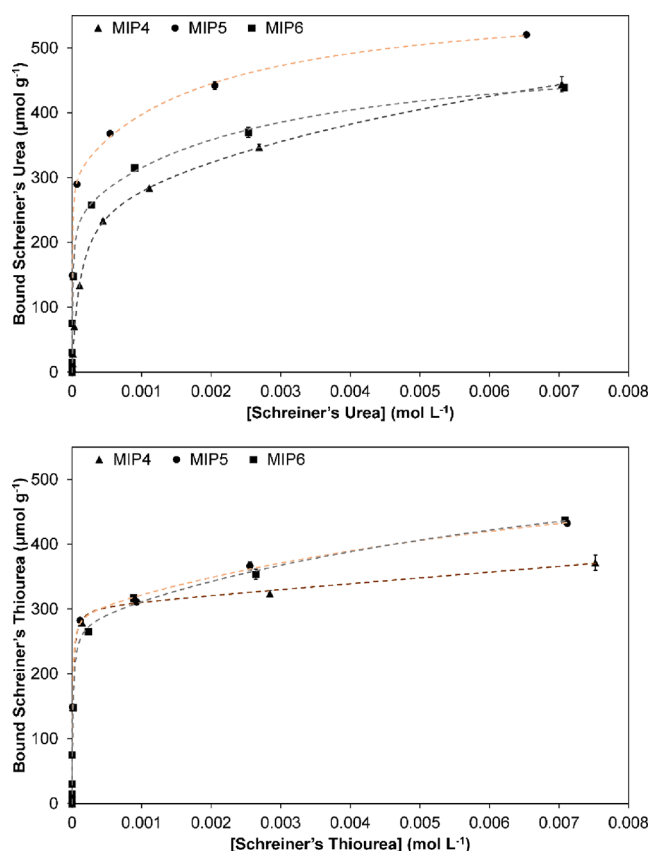 MIP4 MIP5 MIP6
Bound Schreiner's Urea (µmol g⁻¹)
500
400
300
200
100
0
0 0.001 0.002 0.003 0.004 0.005 0.006 0.007 0.008
[Schreiner's Urea] (mol L⁻¹)
MIP4 MIP5 MIP6
Bound Schreiner's Thiourea (µmol g⁻¹)
500
400
300
200
100
0
0 0.001 0.002 0.003 0.004 0.005 0.006 0.007 0.008
[Schreiner's Thiourea] (mol L⁻¹)